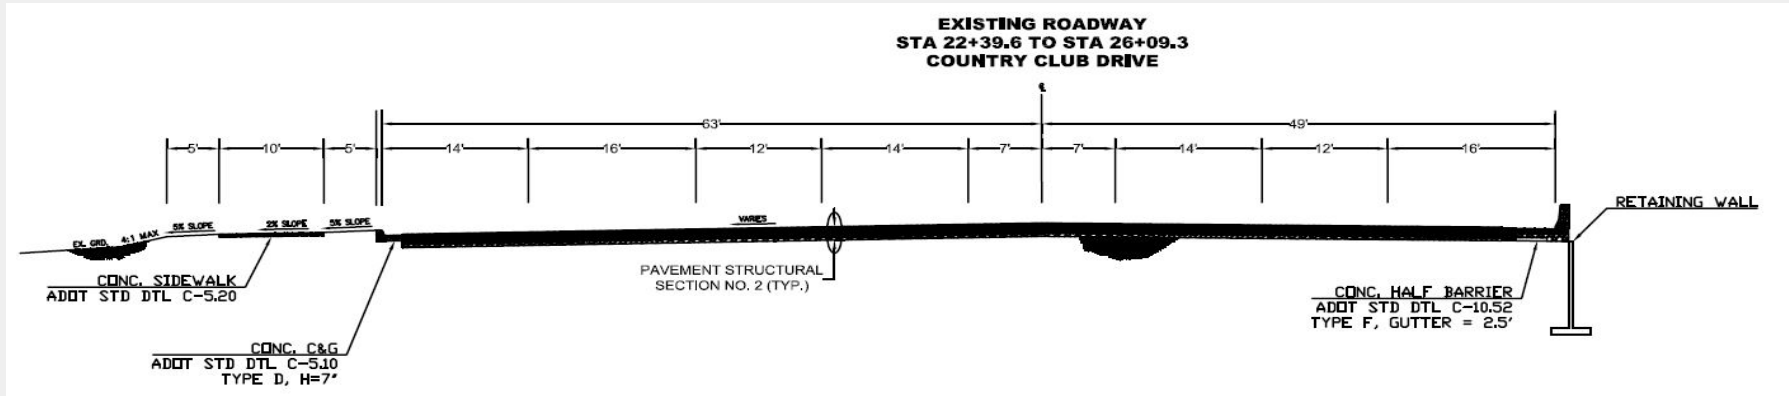 EXISTING ROADWAY
STA 22+39.6 TO STA 26+09.3
COUNTRY CLUB DRIVE
℄
63' 49'
5' 10' 5' 14' 16' 12' 14' 7' 7' 14' 12' 16'
EX. GRD. 4:1 MAX 5% SLOPE 2% SLOPE 5% SLOPE VARIES
RETAINING WALL
PAVEMENT STRUCTURAL
SECTION NO. 2 (TYP.)
CONC. SIDEWALK
ADOT STD DTL C-5.20
CONC. HALF BARRIER
ADOT STD DTL C-10.52
TYPE F, GUTTER = 2.5'
CONC. C&G
ADOT STD DTL C-5.10
TYPE D, H=7"